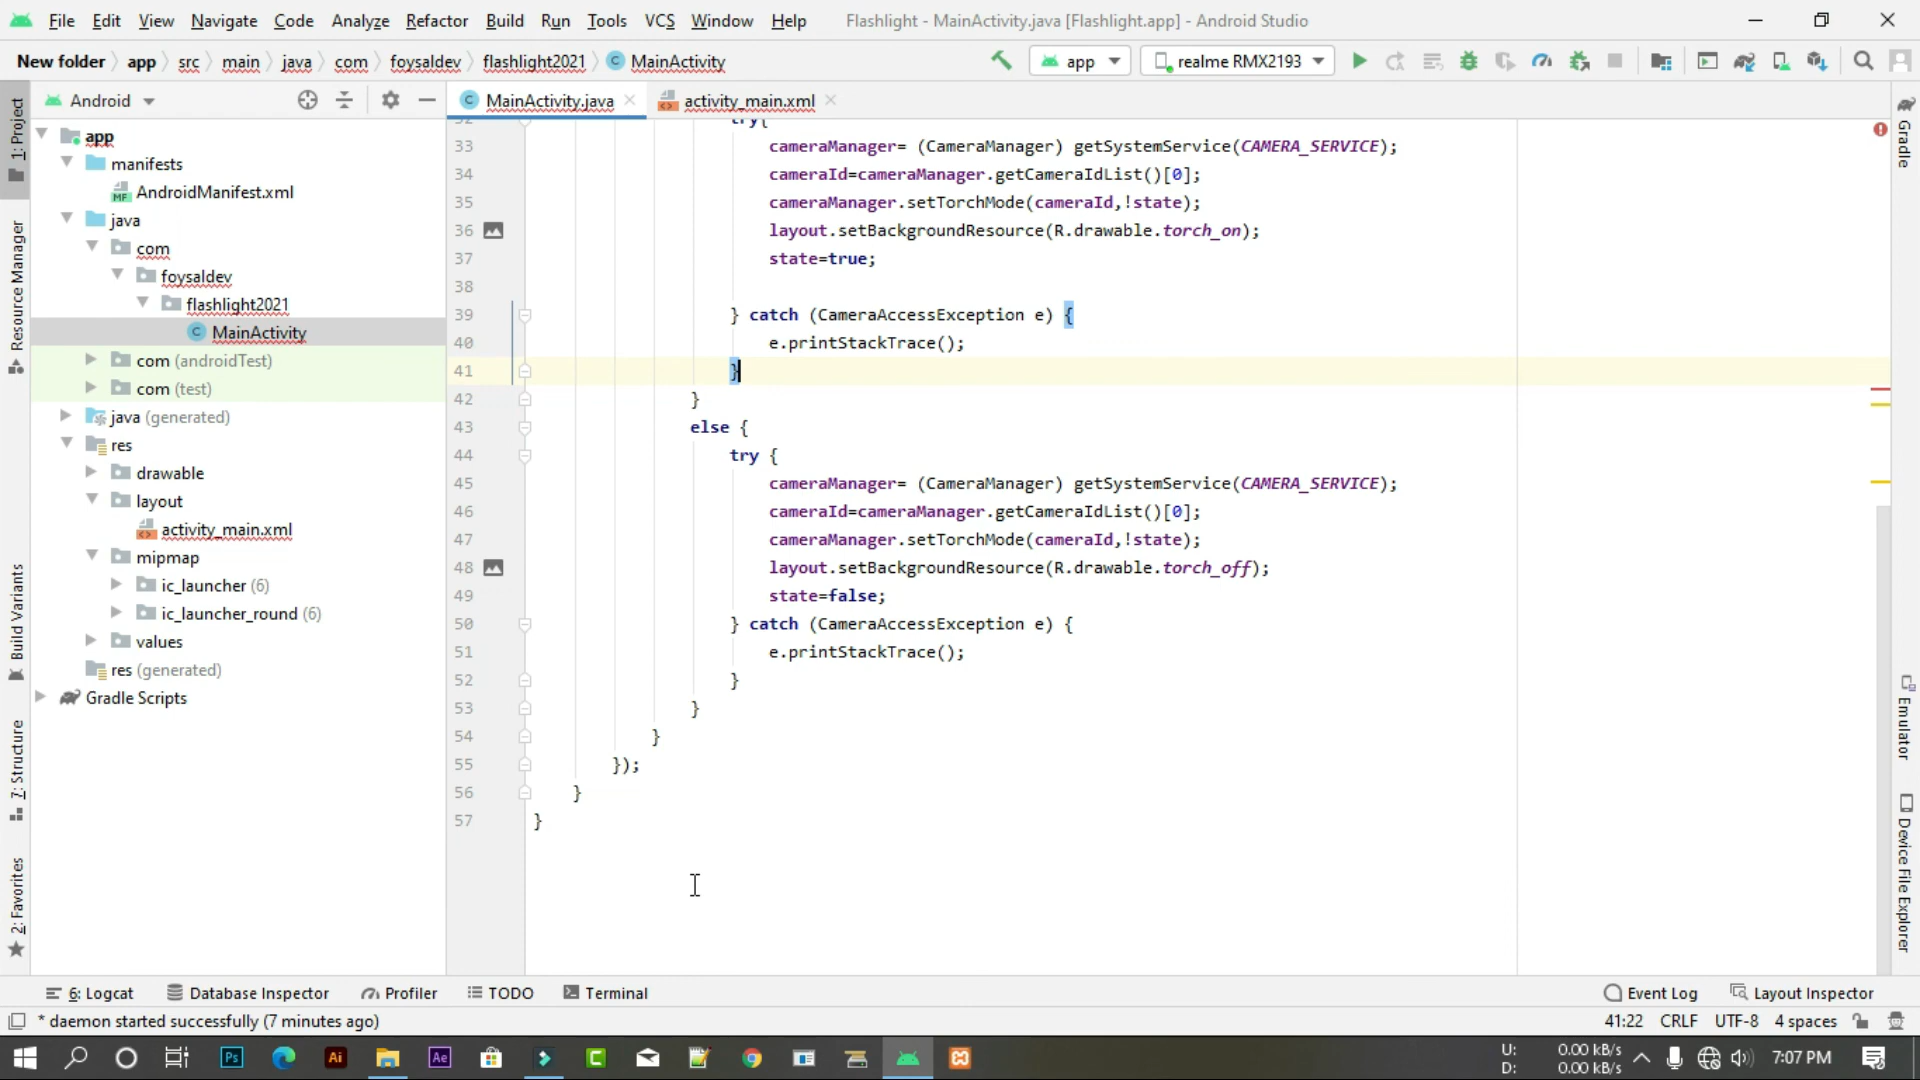 File Edit View Navigate Code Analyze Refactor Build Run Tools VCS Window Help Flashlight - MainActivity.java [Flashlight.app] - Android Studio
New folder app src main java com foysaldev flashlight2021 C MainActivity app realme RMX2193
Android
C MainActivity.java activity_main.xml
1: Project
Resource Manager
Build Variants
7: Structure
2: Favorites
app
manifests
MF AndroidManifest.xml
java
com
foysaldev
flashlight2021
C MainActivity
com (androidTest)
com (test)
java (generated)
res
drawable
layout
activity_main.xml
mipmap
ic_launcher (6)
ic_launcher_round (6)
values
res (generated)
Gradle Scripts
32 try{
33 cameraManager= (CameraManager) getSystemService(CAMERA_SERVICE);
34 cameraId=cameraManager.getCameraIdList()[0];
35 cameraManager.setTorchMode(cameraId,!state);
36 layout.setBackgroundResource(R.drawable.torch_on);
37 state=true;
38
39 } catch (CameraAccessException e) {
40 e.printStackTrace();
41 }
42 }
43 else {
44 try {
45 cameraManager= (CameraManager) getSystemService(CAMERA_SERVICE);
46 cameraId=cameraManager.getCameraIdList()[0];
47 cameraManager.setTorchMode(cameraId,!state);
48 layout.setBackgroundResource(R.drawable.torch_off);
49 state=false;
50 } catch (CameraAccessException e) {
51 e.printStackTrace();
52 }
53 }
54 }
55 });
56 }
57 }
Gradle
Emulator
Device File Explorer
6: Logcat Database Inspector Profiler TODO Terminal Event Log Layout Inspector
* daemon started successfully (7 minutes ago) 41:22 CRLF UTF-8 4 spaces
Ps Ai Ae C
U: 0.00 kB/s
D: 0.00 kB/s
7:07 PM